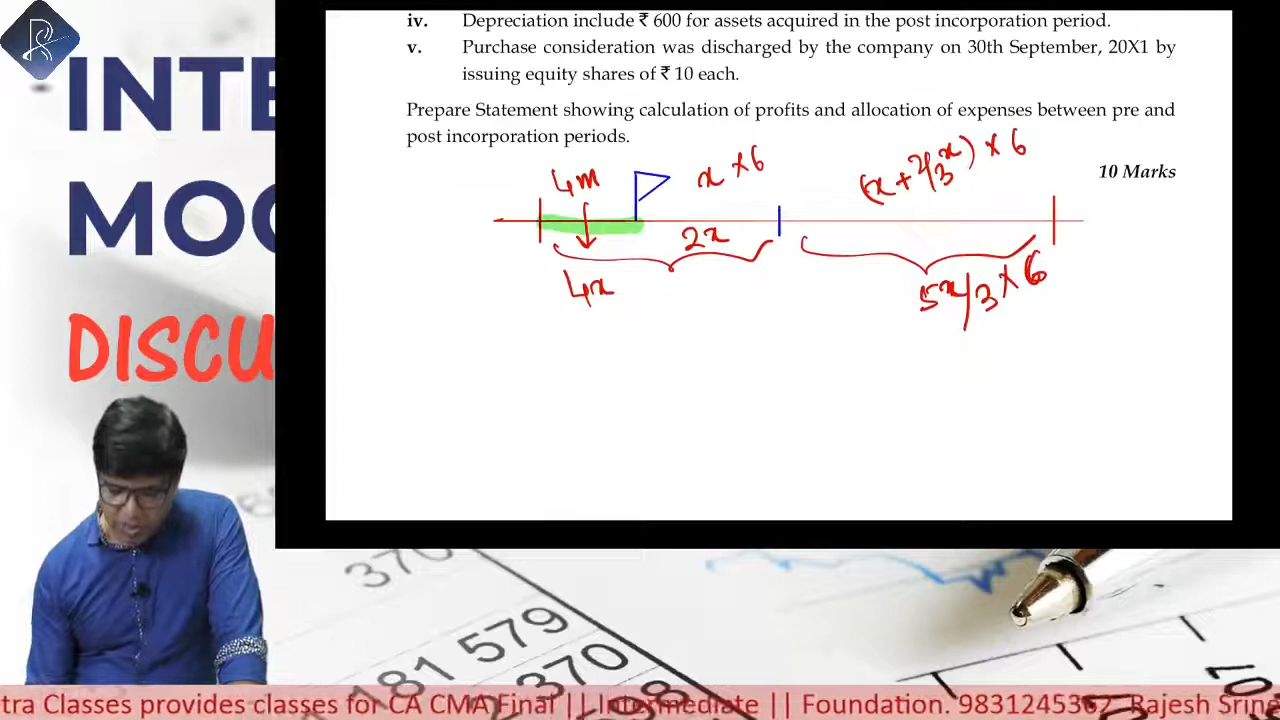 INTE
MOC
DISCU
iv. Depreciation include ₹ 600 for assets acquired in the post incorporation period.
v. Purchase consideration was discharged by the company on 30th September, 20X1 by
issuing equity shares of ₹ 10 each.
Prepare Statement showing calculation of profits and allocation of expenses between pre and
post incorporation periods.
10 Marks
4m
x × 6
(x + 2/3 x) × 6
2x
4x
5x/3 × 6
370
181 579
370
tra Classes provides classes for CA CMA Final || Intermediate || Foundation. 9831245362 Rajesh Srine